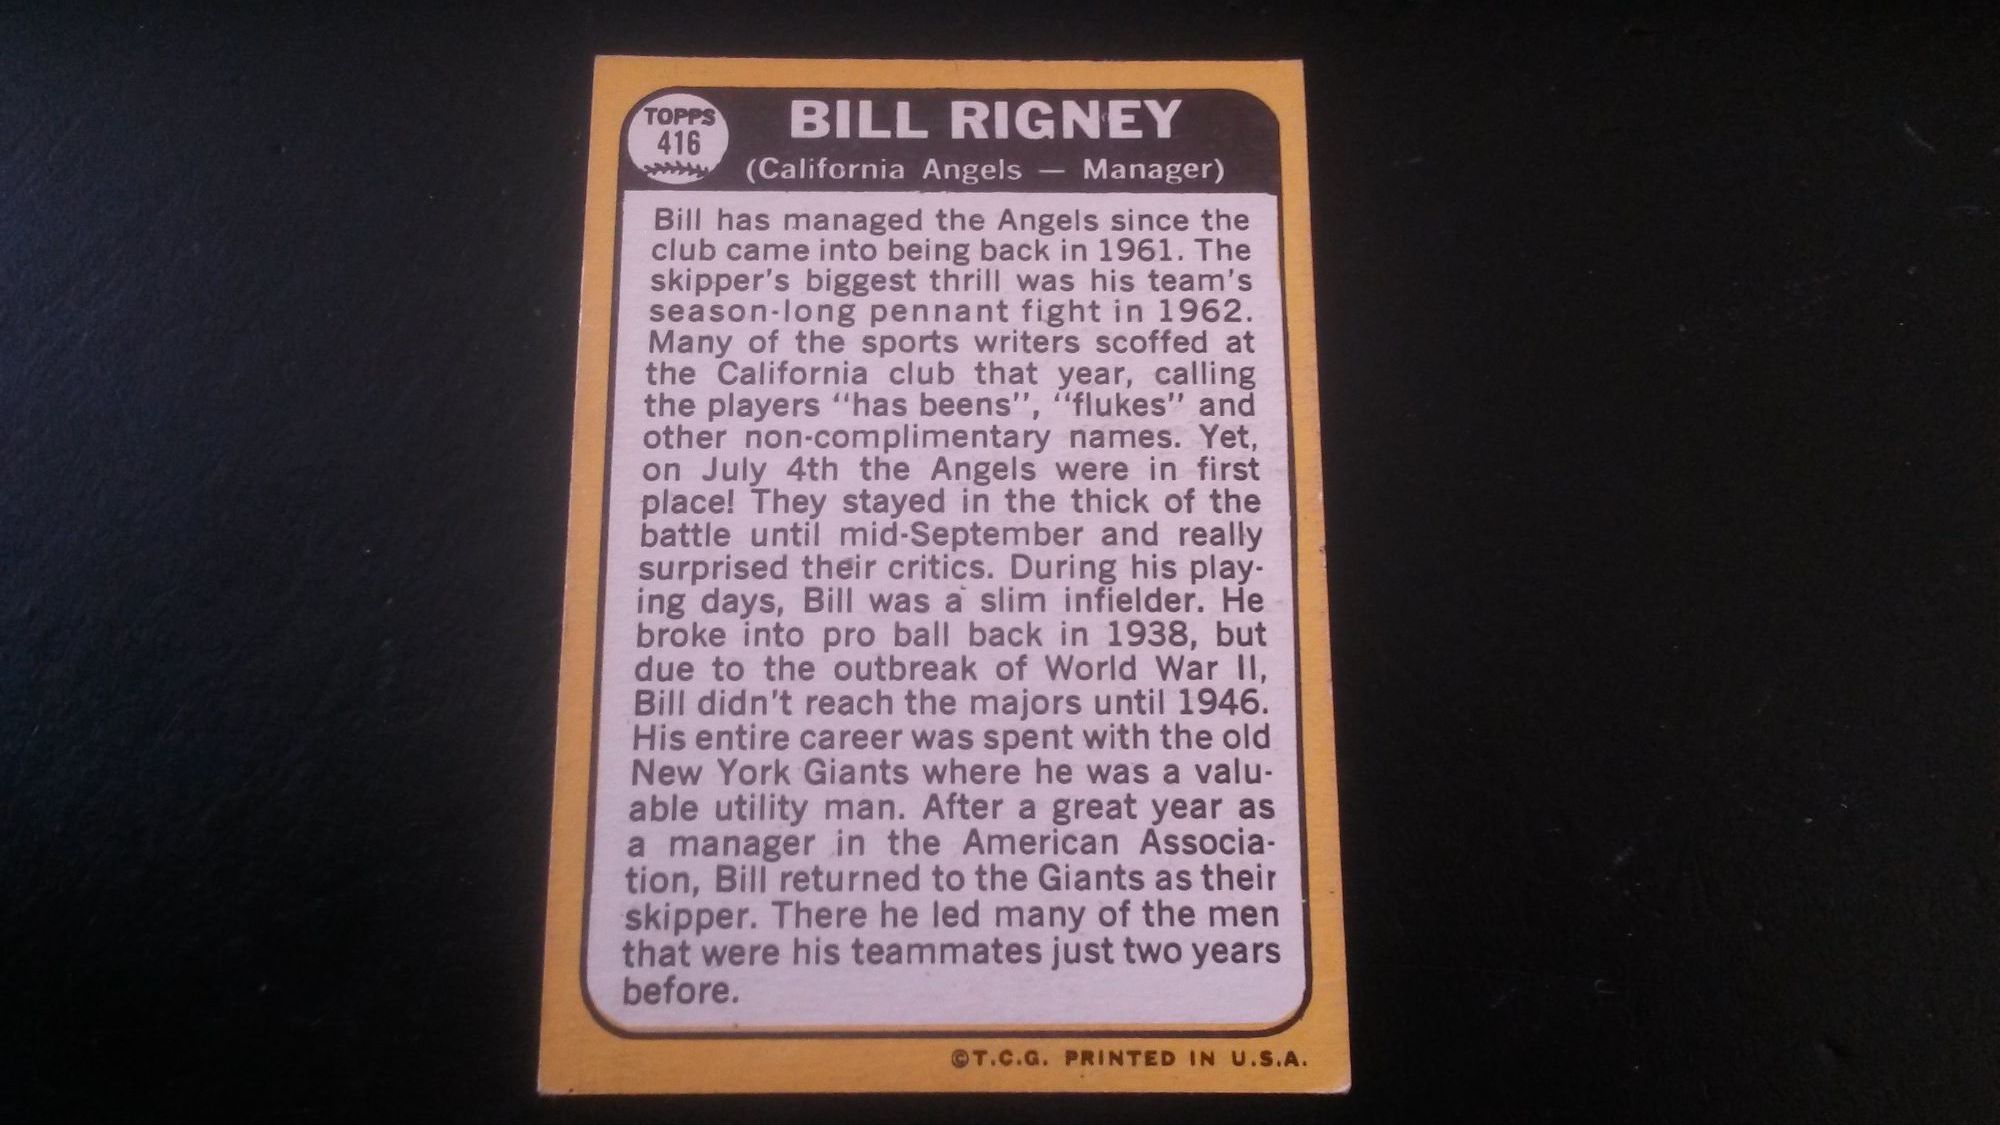 TOPPS
416
BILL RIGNEY
(California Angels — Manager)
Bill has managed the Angels since the
club came into being back in 1961. The
skipper's biggest thrill was his team's
season-long pennant fight in 1962.
Many of the sports writers scoffed at
the California club that year, calling
the players “has beens”, “flukes” and
other non-complimentary names. Yet,
on July 4th the Angels were in first
place! They stayed in the thick of the
battle until mid-September and really
surprised their critics. During his play-
ing days, Bill was a slim infielder. He
broke into pro ball back in 1938, but
due to the outbreak of World War II,
Bill didn't reach the majors until 1946.
His entire career was spent with the old
New York Giants where he was a valu-
able utility man. After a great year as
a manager in the American Associa-
tion, Bill returned to the Giants as their
skipper. There he led many of the men
that were his teammates just two years
before.
©T.C.G. PRINTED IN U.S.A.